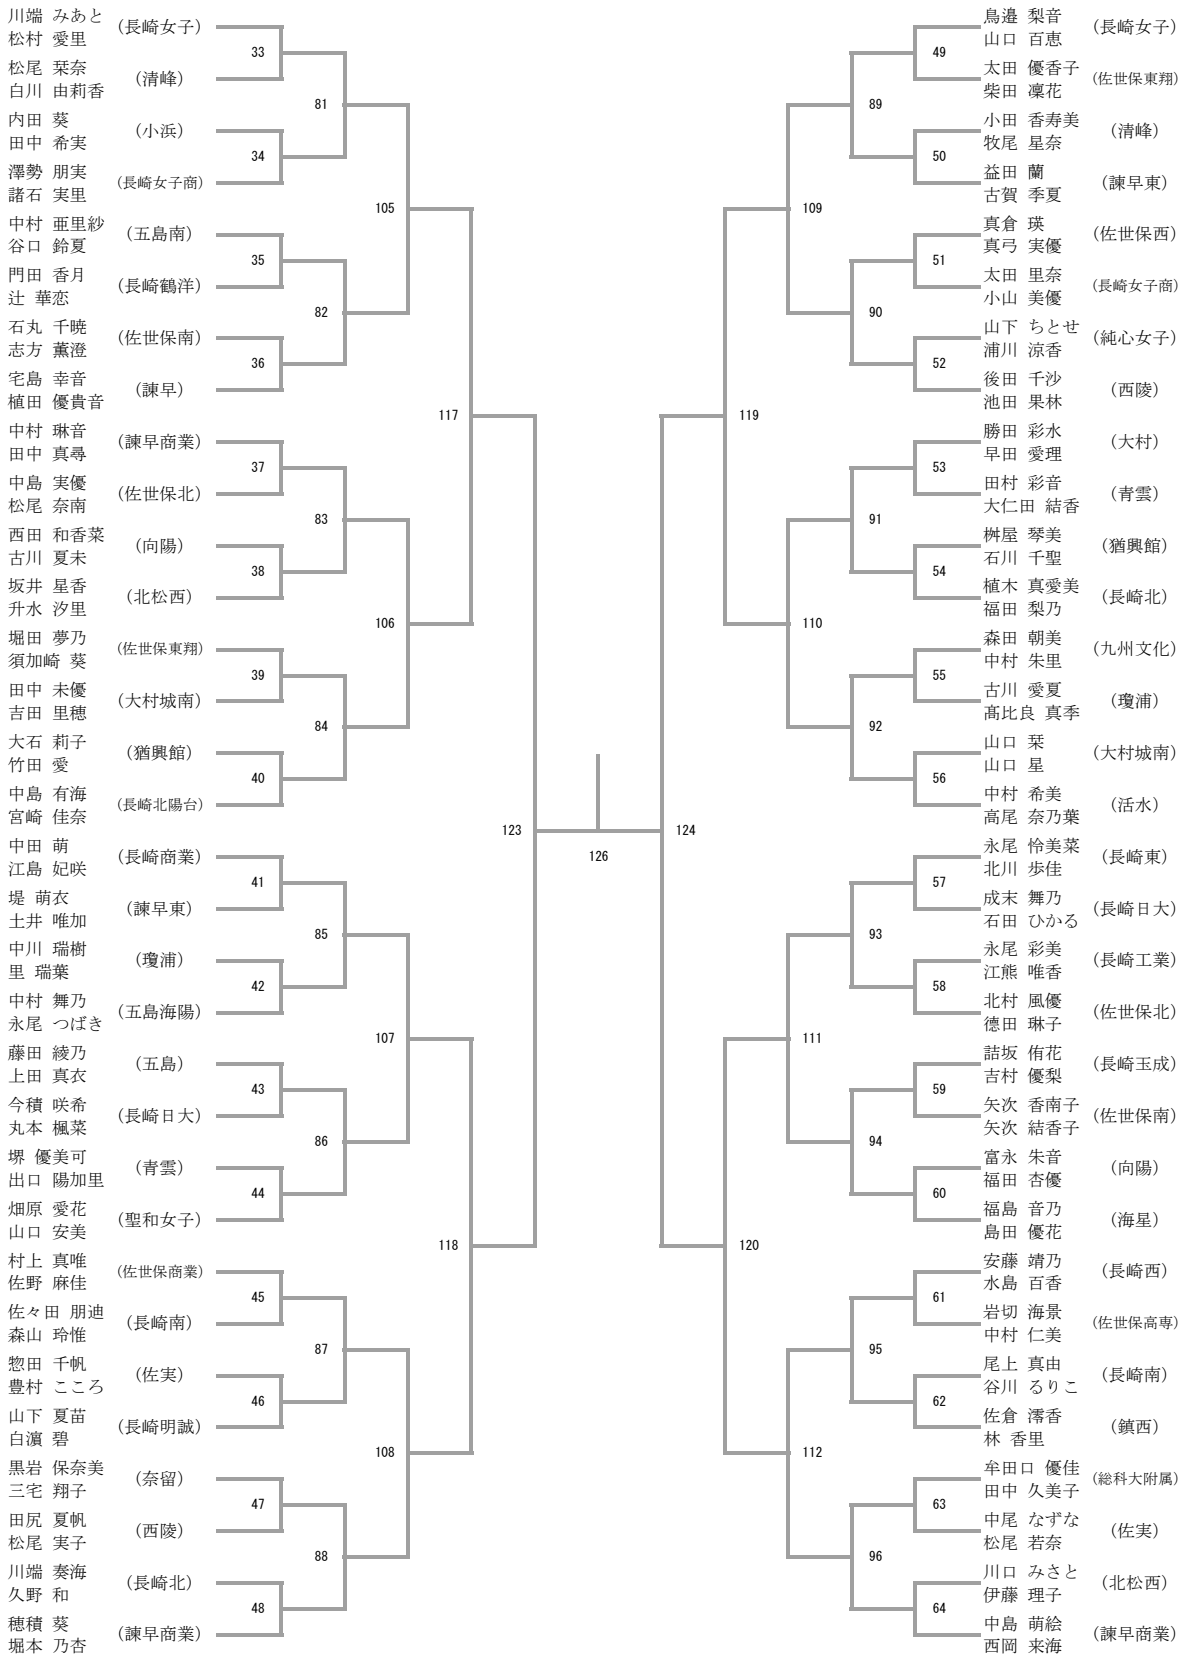 川端 みあと
松村 愛里
(長崎女子)
33
松尾 栞奈
白川 由莉香
(清峰)
81
内田 葵
田中 希実
(小浜)
34
澤勢 朋実
諸石 実里
(長崎女子商)
105
中村 亜里紗
谷口 鈴夏
(五島南)
35
門田 香月
辻 華恋
(長崎鶴洋)
82
石丸 千暁
志方 薫澄
(佐世保南)
36
宅島 幸音
植田 優貴音
(諫早)
117
中村 琳音
田中 真尋
(諫早商業)
37
中島 実優
松尾 奈南
(佐世保北)
83
西田 和香菜
古川 夏未
(向陽)
38
坂井 星香
升水 汐里
(北松西)
106
堀田 夢乃
須加崎 葵
(佐世保東翔)
39
田中 未優
吉田 里穂
(大村城南)
84
大石 莉子
竹田 愛
(猶興館)
40
中島 有海
宮崎 佳奈
(長崎北陽台)
123
中田 萌
江島 妃咲
(長崎商業)
41
堤 萌衣
土井 唯加
(諫早東)
85
中川 瑞樹
里 瑞葉
(瓊浦)
42
中村 舞乃
永尾 つばき
(五島海陽)
107
藤田 綾乃
上田 真衣
(五島)
43
今積 咲希
丸本 楓菜
(長崎日大)
86
堺 優美可
出口 陽加里
(青雲)
44
畑原 愛花
山口 安美
(聖和女子)
118
村上 真唯
佐野 麻佳
(佐世保商業)
45
佐々田 朋迪
森山 玲惟
(長崎南)
87
惣田 千帆
豊村 こころ
(佐実)
46
山下 夏苗
白濵 碧
(長崎明誠)
108
黒岩 保奈美
三宅 翔子
(奈留)
47
田尻 夏帆
松尾 実子
(西陵)
88
川端 奏海
久野 和
(長崎北)
48
穂積 葵
堀本 乃杏
(諫早商業)
126
鳥邉 梨音
山口 百恵
(長崎女子)
49
太田 優香子
柴田 凜花
(佐世保東翔)
89
小田 香寿美
牧尾 星奈
(清峰)
50
益田 蘭
古賀 季夏
(諫早東)
109
真倉 瑛
真弓 実優
(佐世保西)
51
太田 里奈
小山 美優
(長崎女子商)
90
山下 ちとせ
浦川 涼香
(純心女子)
52
後田 千沙
池田 果林
(西陵)
119
勝田 彩水
早田 愛理
(大村)
53
田村 彩音
大仁田 結香
(青雲)
91
桝屋 琴美
石川 千聖
(猶興館)
54
植木 真愛美
福田 梨乃
(長崎北)
110
森田 朝美
中村 朱里
(九州文化)
55
古川 愛夏
髙比良 真季
(瓊浦)
92
山口 栞
山口 星
(大村城南)
56
中村 希美
高尾 奈乃葉
(活水)
124
永尾 怜美菜
北川 歩佳
(長崎東)
57
成末 舞乃
石田 ひかる
(長崎日大)
93
永尾 彩美
江熊 唯香
(長崎工業)
58
北村 風優
德田 琳子
(佐世保北)
111
詰坂 侑花
吉村 優梨
(長崎玉成)
59
矢次 香南子
矢次 結香子
(佐世保南)
94
富永 朱音
福田 杏優
(向陽)
60
福島 音乃
島田 優花
(海星)
120
安藤 靖乃
水島 百香
(長崎西)
61
岩切 海景
中村 仁美
(佐世保高専)
95
尾上 真由
谷川 るりこ
(長崎南)
62
佐倉 澪香
林 香里
(鎮西)
112
牟田口 優佳
田中 久美子
(総科大附属)
63
中尾 なずな
松尾 若奈
(佐実)
96
川口 みさと
伊藤 理子
(北松西)
64
中島 萌絵
西岡 来海
(諫早商業)